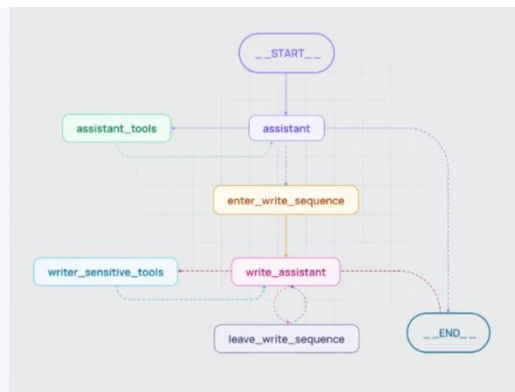 __START__
assistant_tools
assistant
enter_write_sequence
writer_sensitive_tools
write_assistant
leave_write_sequence
__END__